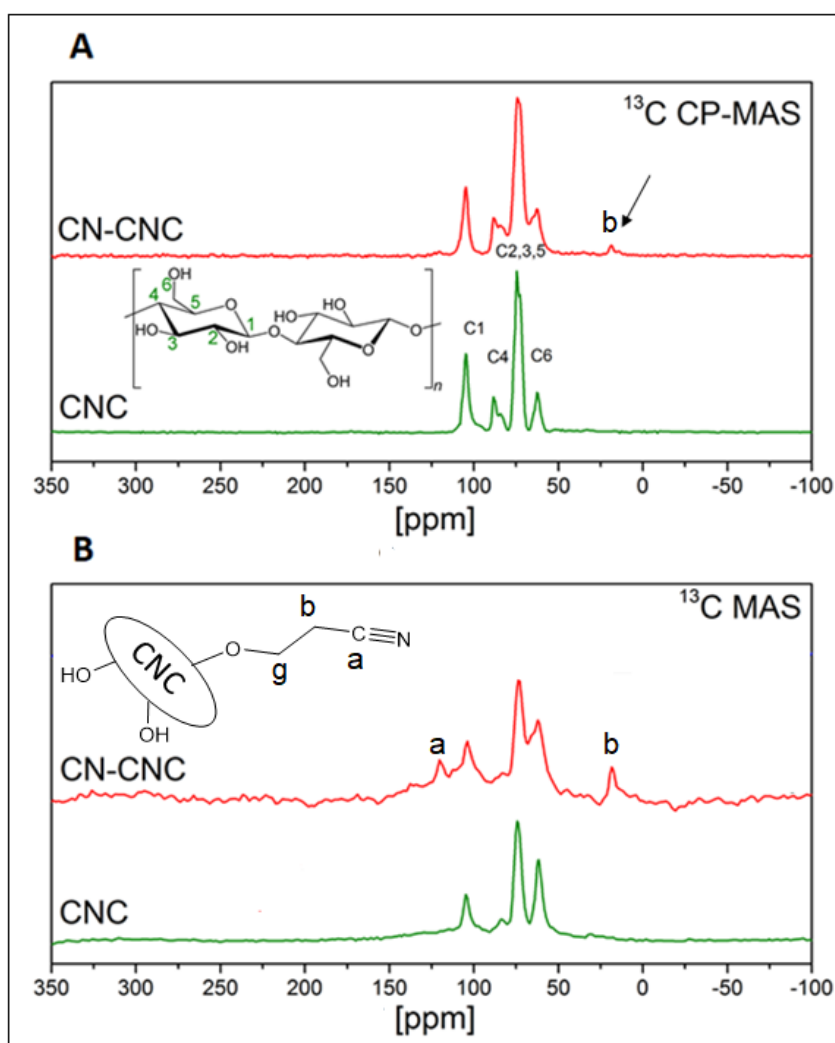 A
¹³C CP-MAS
CN-CNC
b
C2,3,5
OH
6
4
5
O
HO
3
2
OH
1
O
HO
OH
O
OH
O
n
C1
C4
C6
CNC
350 300 250 200 150 100 50 0 -50 -100
[ppm]
B
¹³C MAS
b
CNC
O
N
g
a
HO
OH
CN-CNC
a
b
CNC
350 300 250 200 150 100 50 0 -50 -100
[ppm]